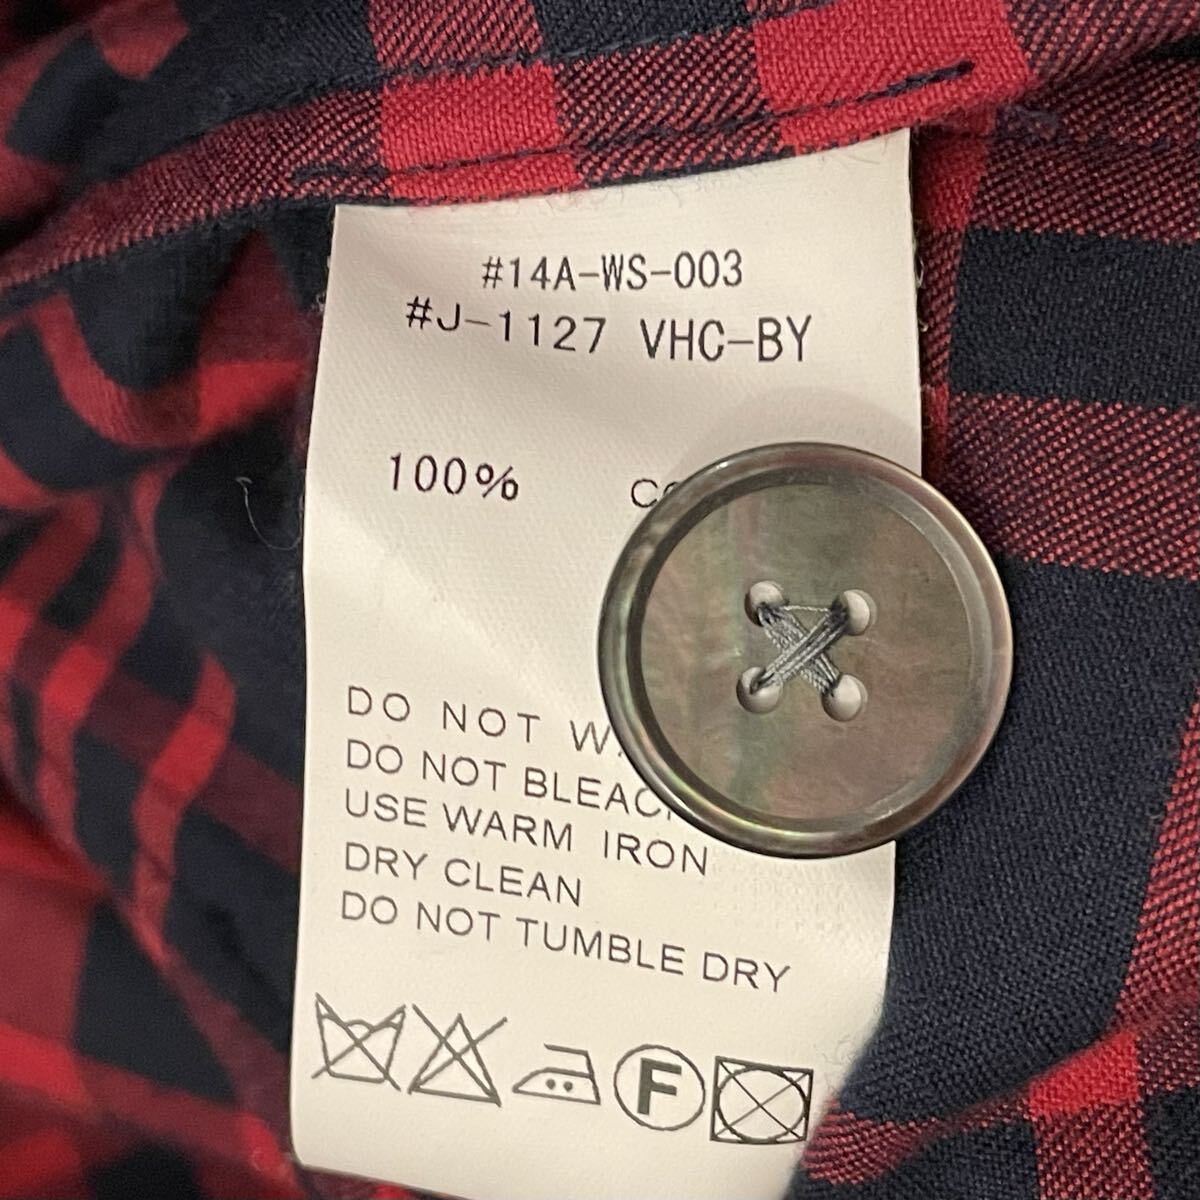 #14A-WS-003
#J-1127 VHC-BY
100%
DO NOT
DO NOT BLEACH
USE WARM IRON
DRY CLEAN
DO NOT TUMBLE DRY
F